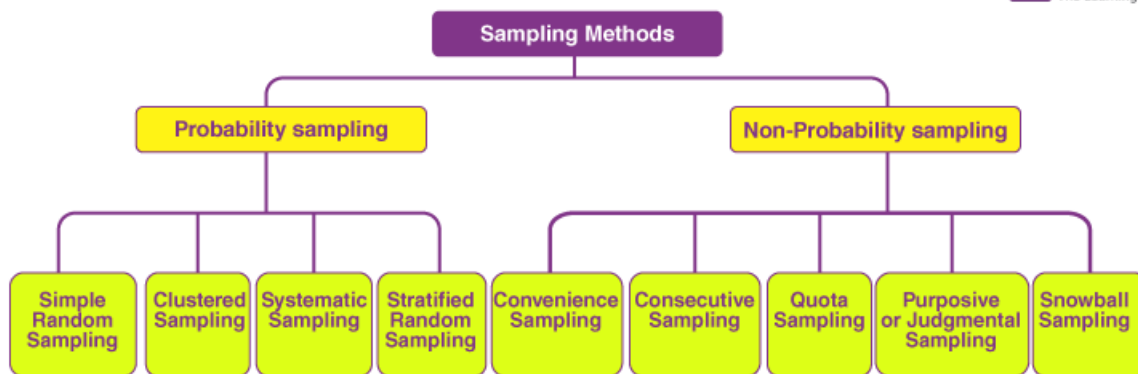 Sampling Methods
Probability sampling
Non-Probability sampling
Simple
Random
Sampling
Clustered
Sampling
Systematic
Sampling
Stratified
Random
Sampling
Convenience
Sampling
Consecutive
Sampling
Quota
Sampling
Purposive
or Judgmental
Sampling
Snowball
Sampling